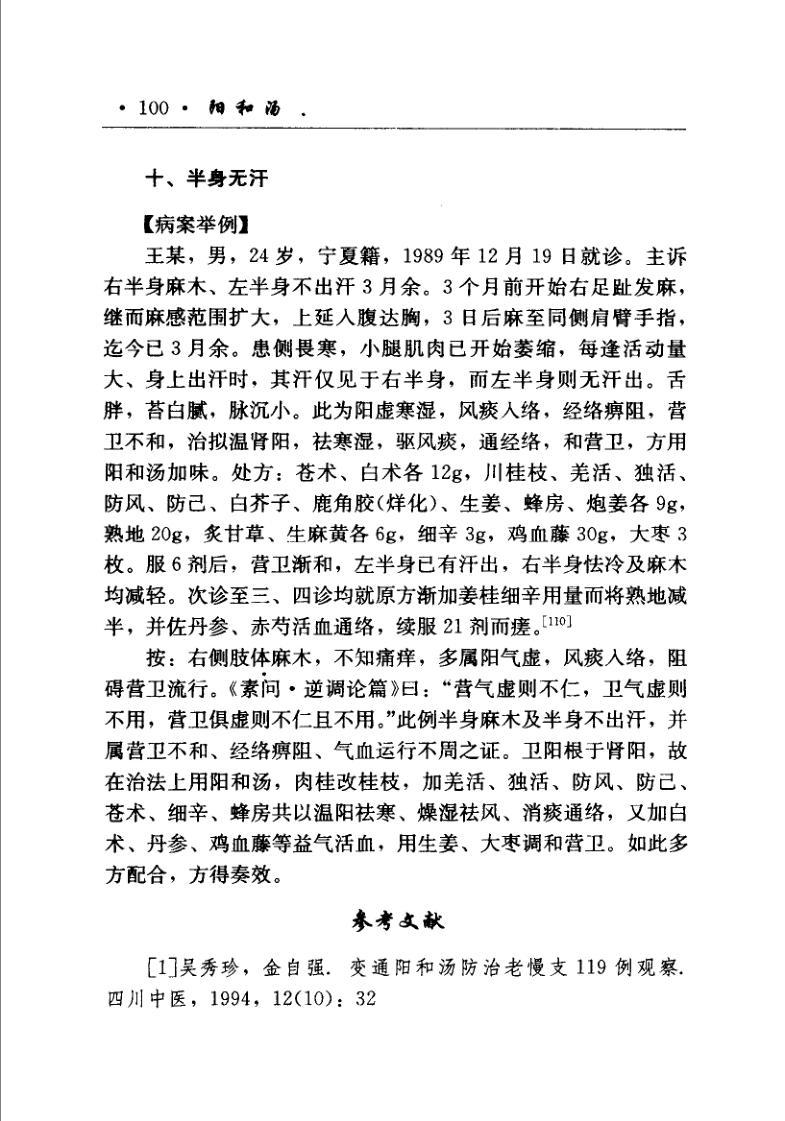 ·100· 阳和汤 .
十、半身无汗
【病案举例】
王某，男，24 岁，宁夏籍，1989 年 12 月 19 日就诊。主诉
右半身麻木、左半身不出汗 3 月余。3 个月前开始右足趾发麻，
继而麻感范围扩大，上延入腹达胸，3 日后麻至同侧肩臂手指，
迄今已 3 月余。患侧畏寒，小腿肌肉已开始萎缩，每逢活动量
大、身上出汗时，其汗仅见于右半身，而左半身则无汗出。舌
胖，苔白腻，脉沉小。此为阳虚寒湿，风痰入络，经络痹阻，营
卫不和，治拟温肾阳，祛寒湿，驱风痰，通经络，和营卫，方用
阳和汤加味。处方：苍术、白术各 12g，川桂枝、羌活、独活、
防风、防己、白芥子、鹿角胶(烊化)、生姜、蜂房、炮姜各 9g，
熟地 20g，炙甘草、生麻黄各 6g，细辛 3g，鸡血藤 30g，大枣 3
枚。服 6 剂后，营卫渐和，左半身已有汗出，右半身怯冷及麻木
均减轻。次诊至三、四诊均就原方渐加姜桂细辛用量而将熟地减
半，并佐丹参、赤芍活血通络，续服 21 剂而瘥。[110]
按：右侧肢体麻木，不知痛痒，多属阳气虚，风痰入络，阻
碍营卫流行。《素问·逆调论篇》曰：“营气虚则不仁，卫气虚则
不用，营卫俱虚则不仁且不用。”此例半身麻木及半身不出汗，并
属营卫不和、经络痹阻、气血运行不周之证。卫阳根于肾阳，故
在治法上用阳和汤，肉桂改桂枝，加羌活、独活、防风、防己、
苍术、细辛、蜂房共以温阳祛寒、燥湿祛风、消痰通络，又加白
术、丹参、鸡血藤等益气活血，用生姜、大枣调和营卫。如此多
方配合，方得奏效。
参考文献
[1]吴秀珍，金自强. 变通阳和汤防治老慢支 119 例观察.
四川中医，1994，12(10)：32